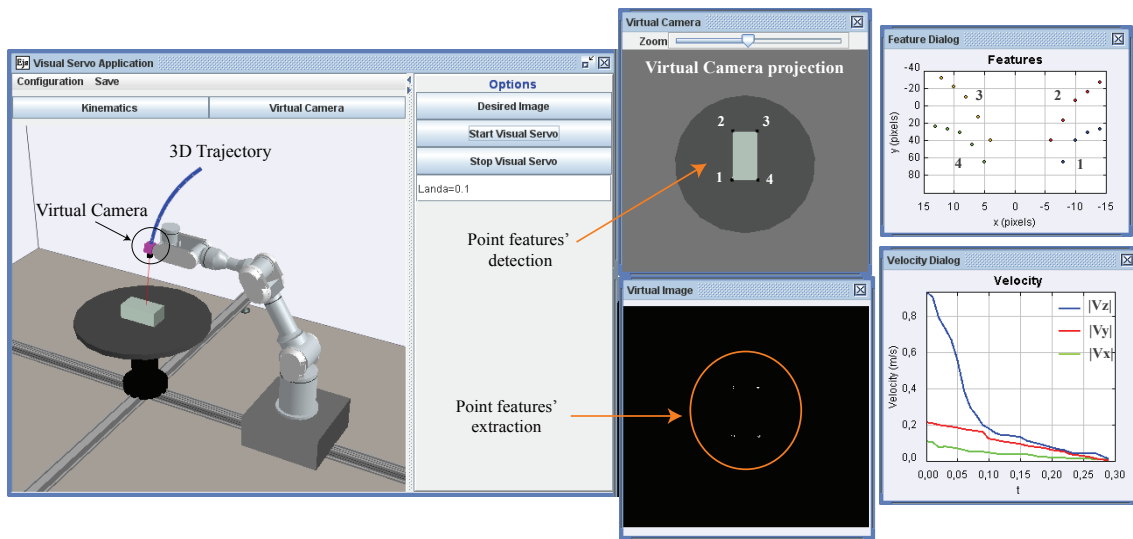 Visual Servo Application
Configuration Save
Kinematics
Virtual Camera
3D Trajectory
Virtual Camera
Options
Desired Image
Start Visual Servo
Stop Visual Servo
Landa=0.1
Point features'
detection
Point features'
extraction
Virtual Camera
Zoom
Virtual Camera projection
2 3
1 4
Virtual Image
Feature Dialog
Features
-40
-20
0
20
40
60
80
y (pixels)
3 2
4 1
15 10 5 0 -5 -10 -15
x (pixels)
Velocity Dialog
Velocity
|Vz|
|Vy|
|Vx|
0,8
0,6
0,4
0,2
0,0
Velocity (m/s)
0,00 0,05 0,10 0,15 0,20 0,25 0,30
t